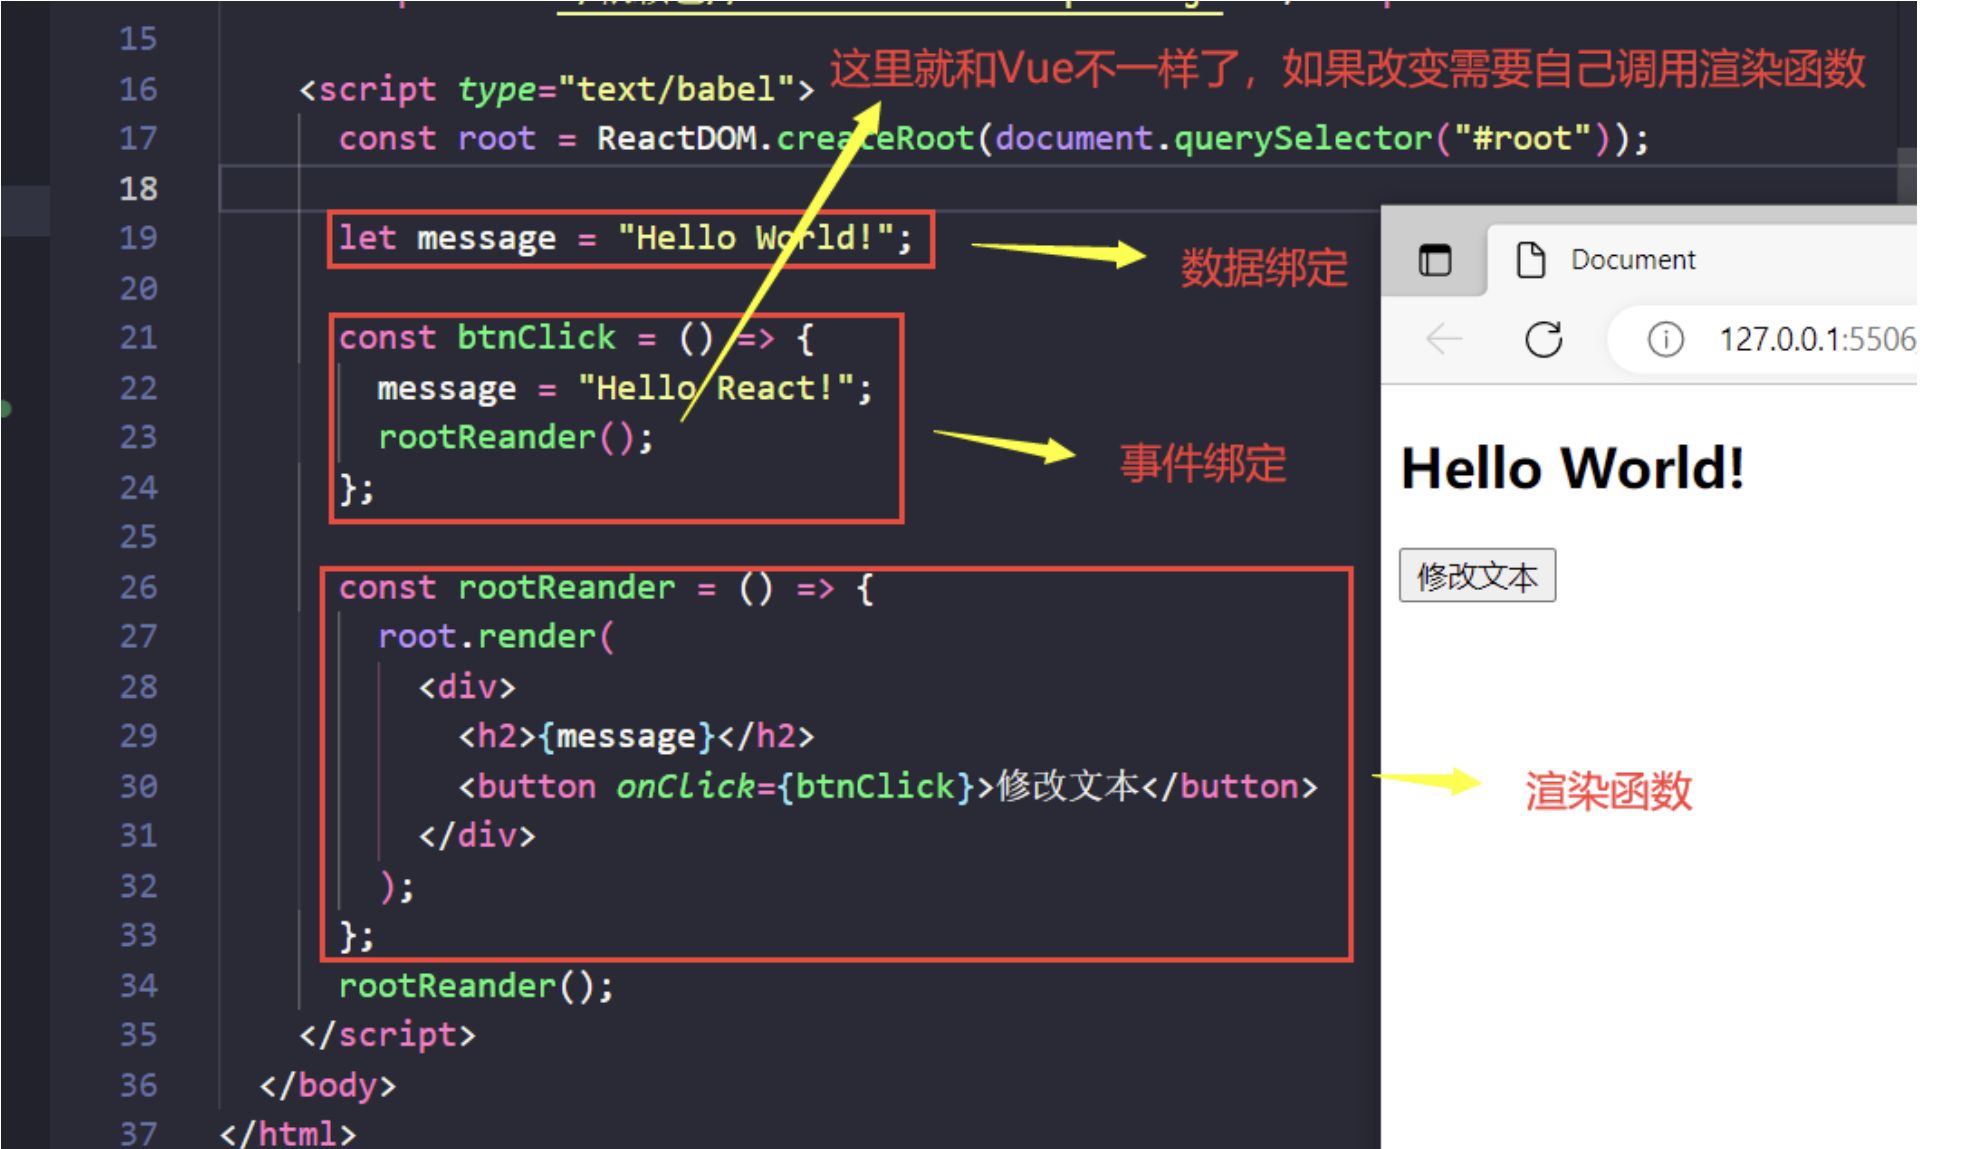 15
16 <script type="text/babel"> 这里就和Vue不一样了，如果改变需要自己调用渲染函数
17 const root = ReactDOM.createRoot(document.querySelector("#root"));
18
19 let message = "Hello World!"; 数据绑定
20
21 const btnClick = () => {
22 message = "Hello React!";
23 rootReander(); 事件绑定
24 };
25
26 const rootReander = () => {
27 root.render(
28 <div>
29 <h2>{message}</h2>
30 <button onClick={btnClick}>修改文本</button> 渲染函数
31 </div>
32 );
33 };
34 rootReander();
35 </script>
36 </body>
37 </html>
Document
127.0.0.1:5506
Hello World!
修改文本